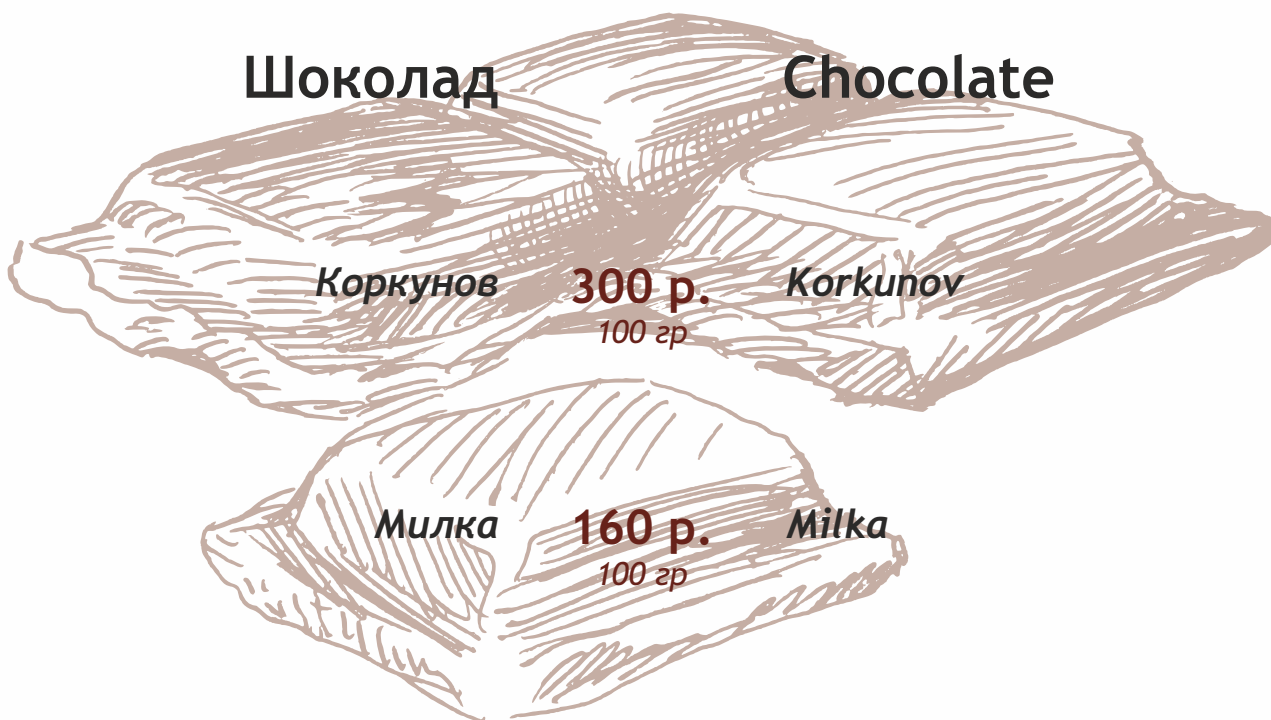 Шоколад Chocolate
Коркунов 300 р. Korkunov
100 гр
Милка 160 р. Milka
100 гр